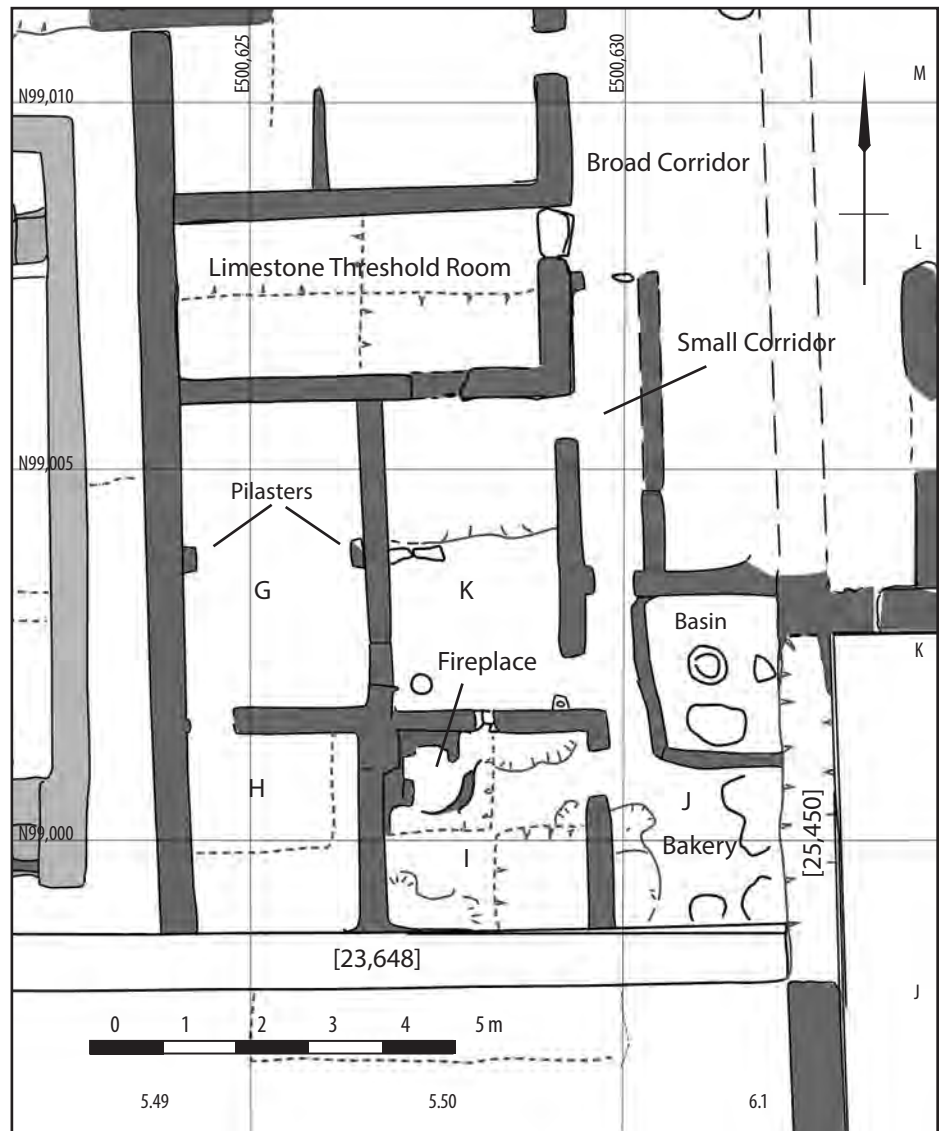 E500,625
E500,630
M
N99,010
Broad Corridor
L
Limestone Threshold Room
Small Corridor
N99,005
Pilasters
G
K
Basin
K
Fireplace
H
J
[25,450]
N99,000
I
Bakery
[23,648]
J
0 1 2 3 4 5 m
5.49 5.50 6.1